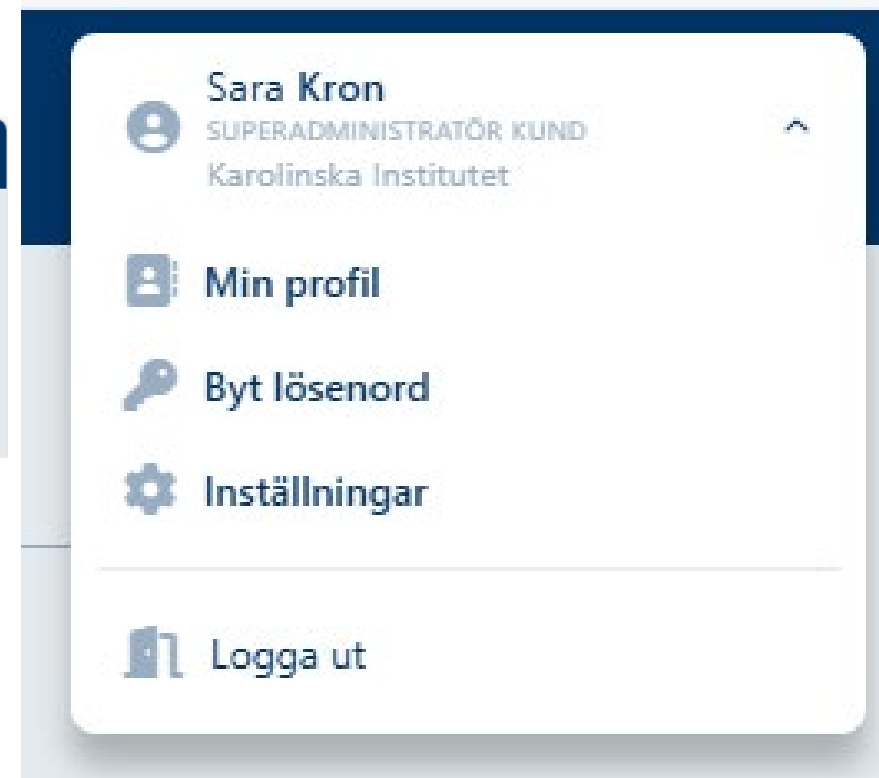 Sara Kron
SUPERADMINISTRATÖR KUND
Karolinska Institutet
Min profil
Byt lösenord
Inställningar
Logga ut